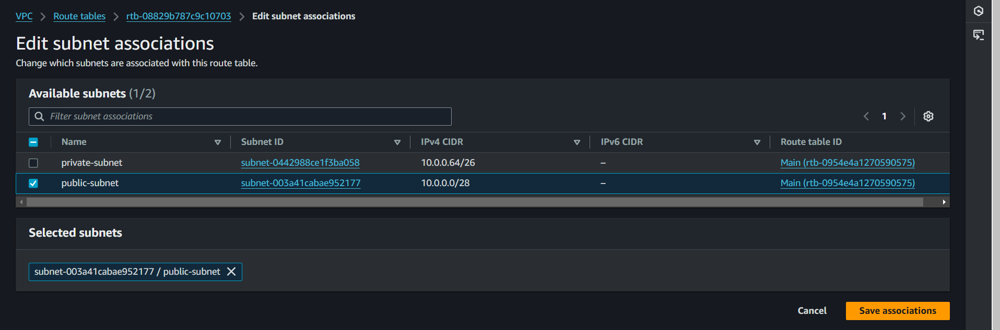 VPC > Route tables > rtb-08829b787c9c10703 > Edit subnet associations
Edit subnet associations
Change which subnets are associated with this route table.
Available subnets (1/2)
Filter subnet associations
1
Name Subnet ID IPv4 CIDR IPv6 CIDR Route table ID
private-subnet subnet-0442988ce1f3ba058 10.0.0.64/26 – Main (rtb-0954e4a1270590575)
public-subnet subnet-003a41cabae952177 10.0.0.0/28 – Main (rtb-0954e4a1270590575)
Selected subnets
subnet-003a41cabae952177 / public-subnet
Cancel Save associations